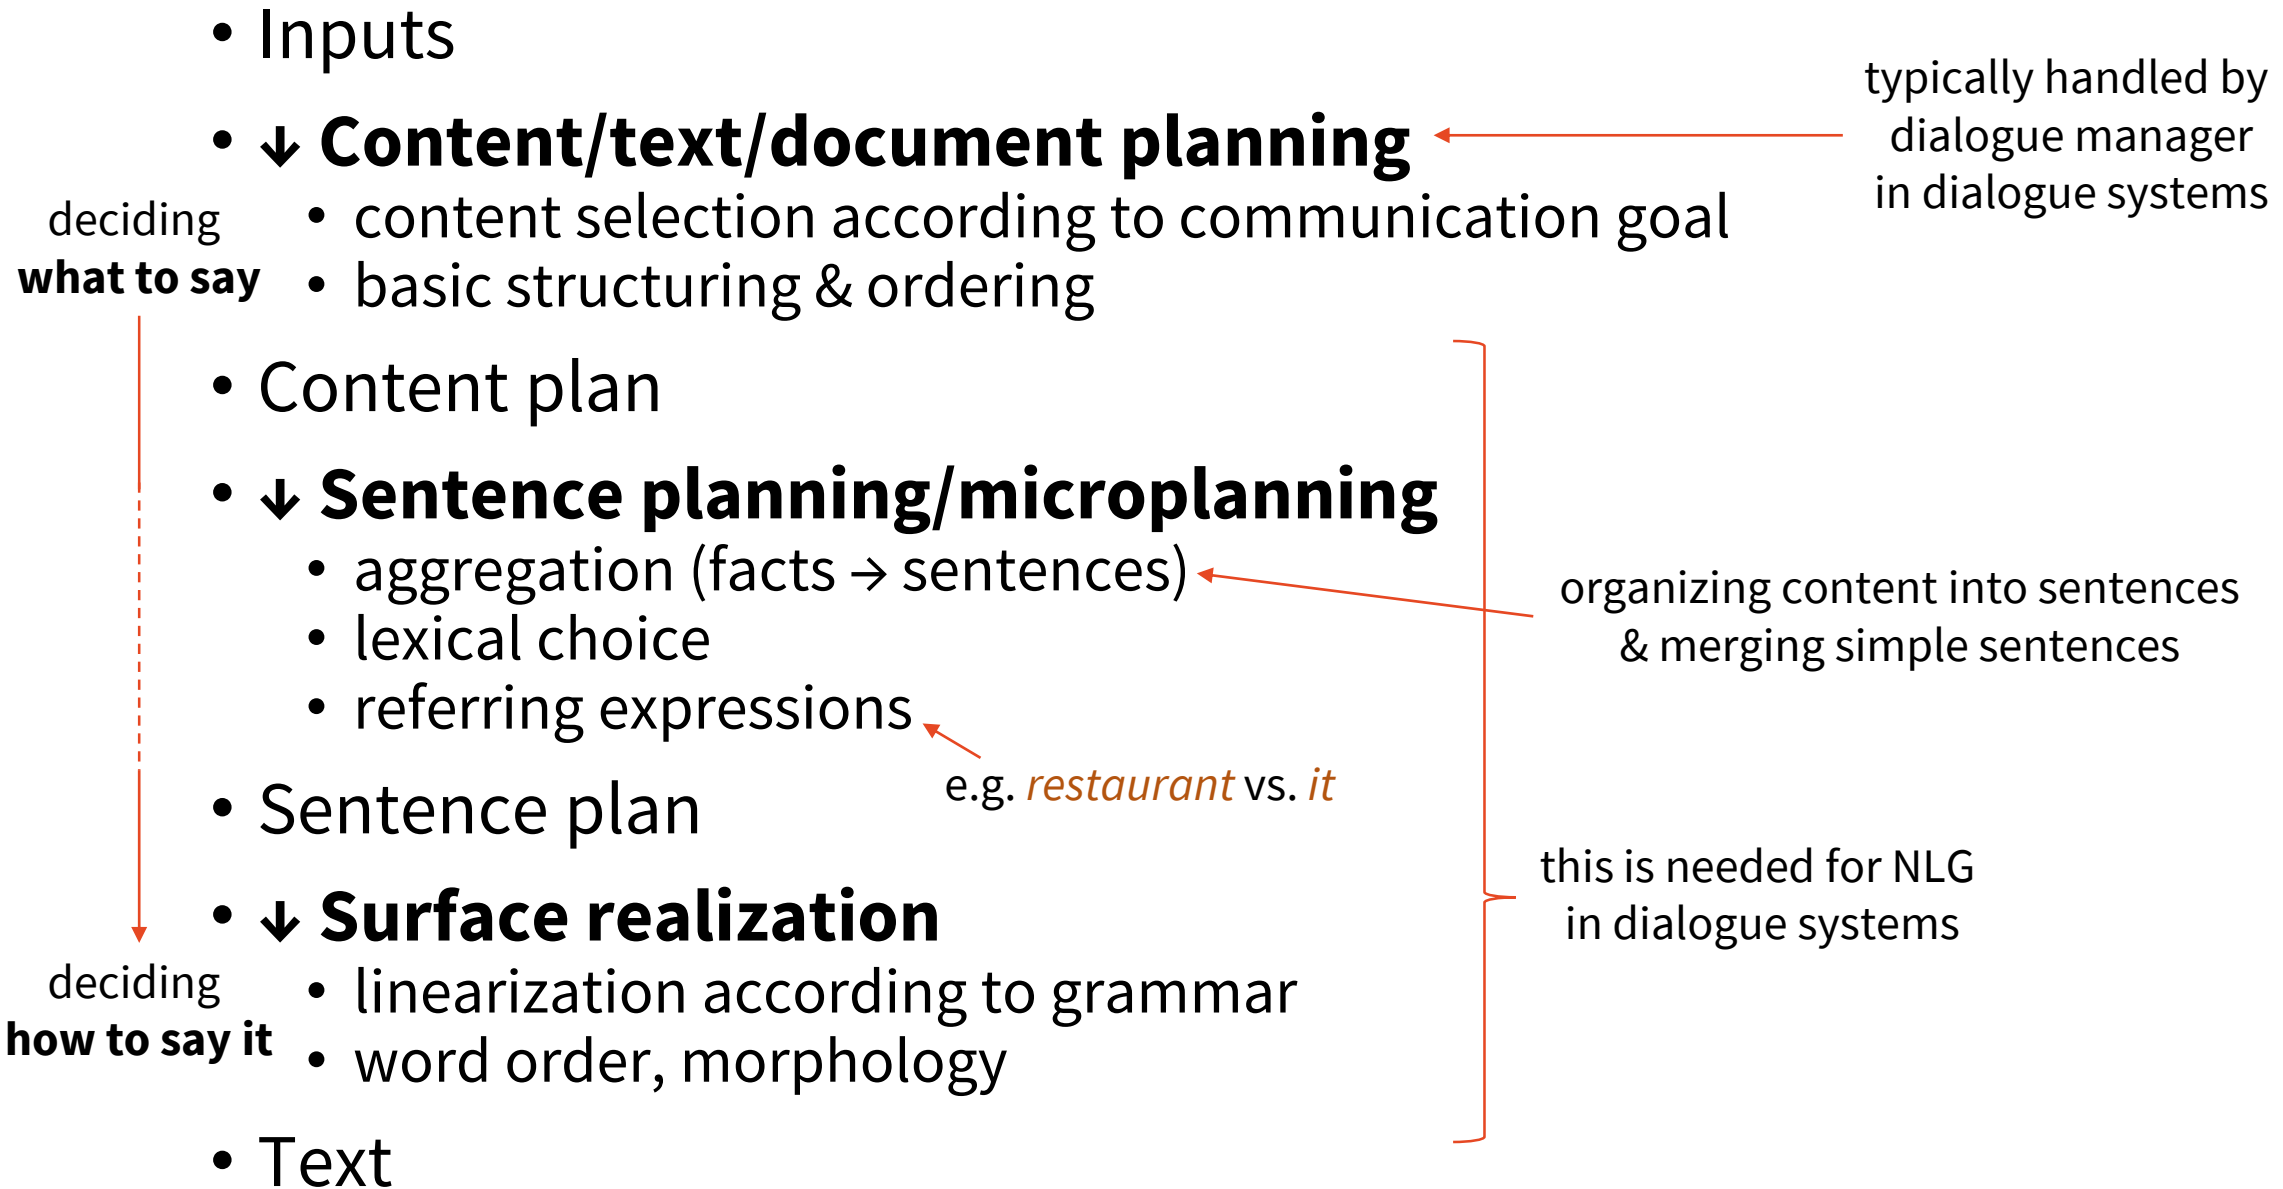 • Inputs
• ↓ Content/text/document planning
• content selection according to communication goal
• basic structuring & ordering
typically handled by
dialogue manager
in dialogue systems
deciding
what to say
• Content plan
• ↓ Sentence planning/microplanning
• aggregation (facts → sentences)
• lexical choice
• referring expressions
organizing content into sentences
& merging simple sentences
e.g. restaurant vs. it
• Sentence plan
• ↓ Surface realization
• linearization according to grammar
• word order, morphology
this is needed for NLG
in dialogue systems
deciding
how to say it
• Text